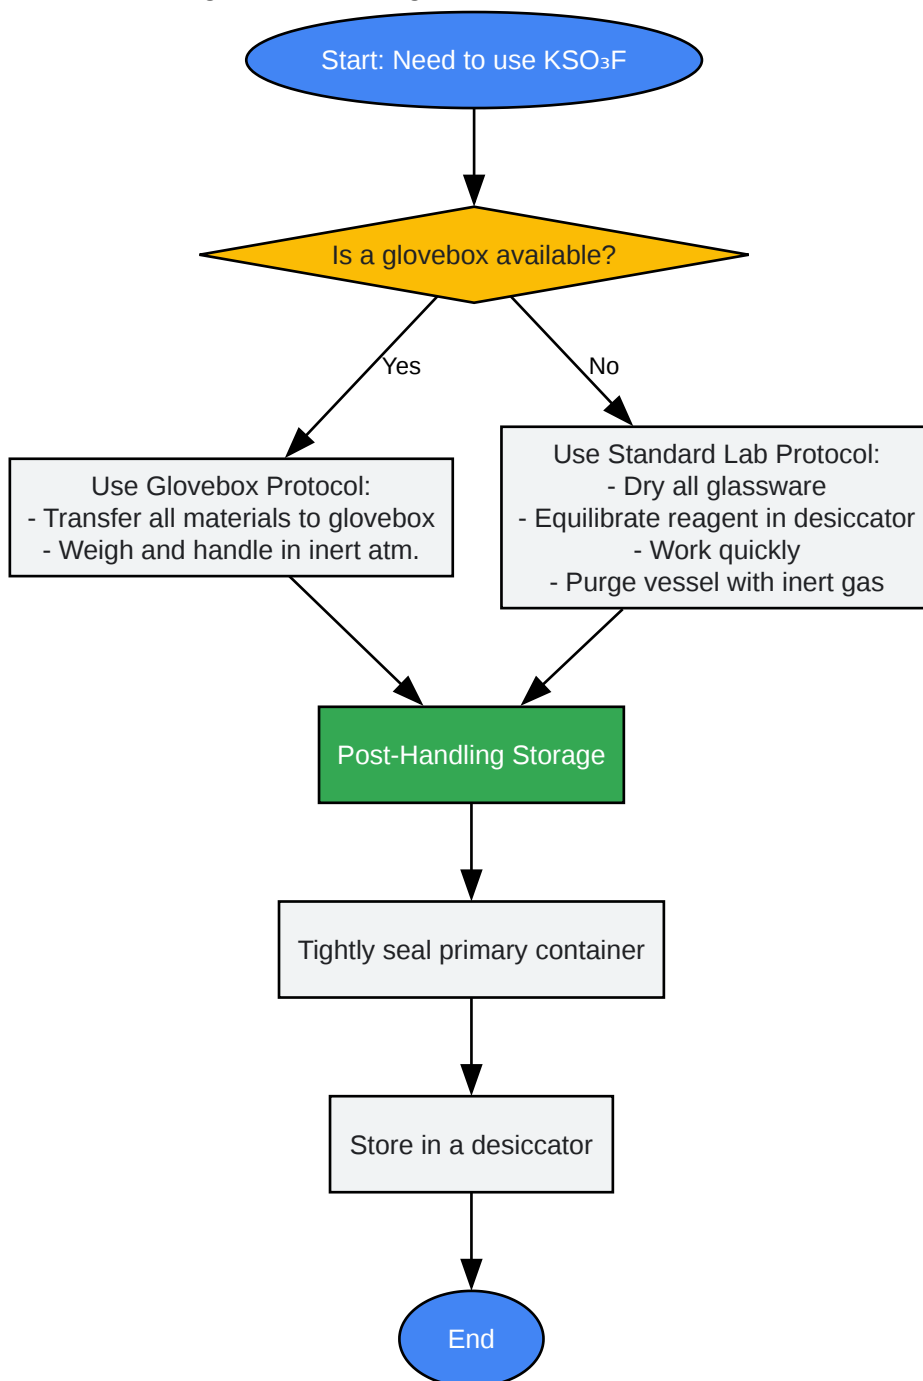 Start: Need to use KSO₃F
Is a glovebox available?
Yes
No
Use Glovebox Protocol:
- Transfer all materials to glovebox
- Weigh and handle in inert atm.
Use Standard Lab Protocol:
- Dry all glassware
- Equilibrate reagent in desiccator
- Work quickly
- Purge vessel with inert gas
Post-Handling Storage
Tightly seal primary container
Store in a desiccator
End